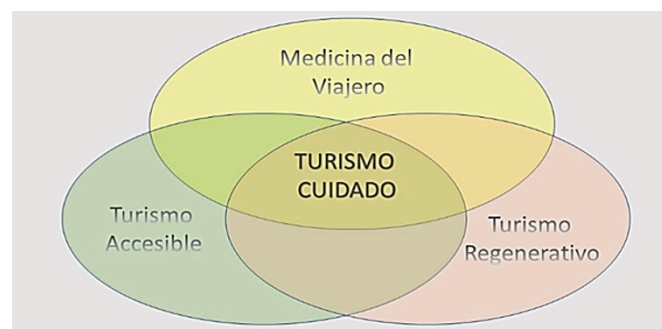 Medicina del
Viajero
TURISMO
CUIDADO
Turismo
Accesible
Turismo
Regenerativo